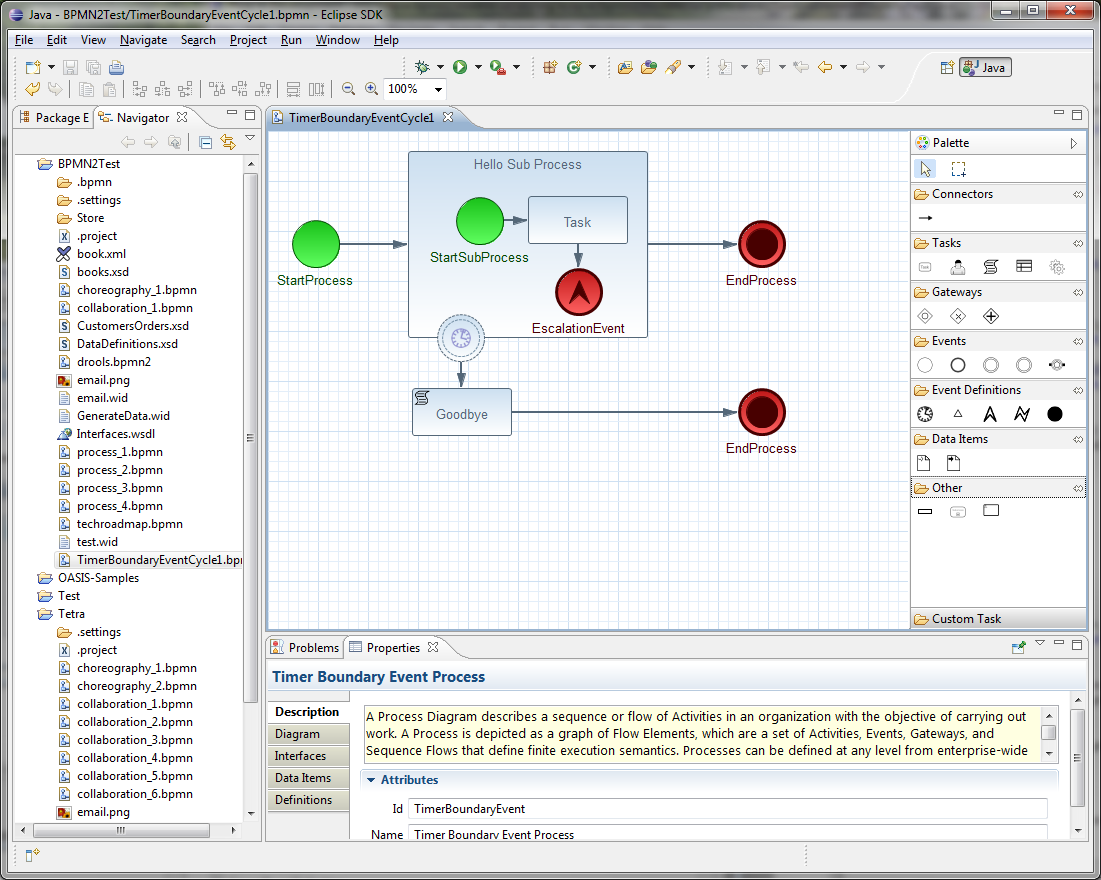 Java - BPMN2Test/TimerBoundaryEventCycle1.bpmn - Eclipse SDK
File Edit View Navigate Search Project Run Window Help
Java
100%
Package E
Navigator
BPMN2Test
.bpmn
.settings
Store
.project
book.xml
books.xsd
choreography_1.bpmn
collaboration_1.bpmn
CustomersOrders.xsd
DataDefinitions.xsd
drools.bpmn2
email.png
email.wid
GenerateData.wid
Interfaces.wsdl
process_1.bpmn
process_2.bpmn
process_3.bpmn
process_4.bpmn
techroadmap.bpmn
test.wid
TimerBoundaryEventCycle1.bpr
OASIS-Samples
Test
Tetra
.settings
.project
choreography_1.bpmn
choreography_2.bpmn
collaboration_1.bpmn
collaboration_2.bpmn
collaboration_3.bpmn
collaboration_4.bpmn
collaboration_5.bpmn
collaboration_6.bpmn
email.png
TimerBoundaryEventCycle1
Hello Sub Process
Task
StartSubProcess
StartProcess
EndProcess
EscalationEvent
Goodbye
EndProcess
Palette
Connectors
Tasks
Task
Gateways
Events
Event Definitions
Data Items
Other
Custom Task
Problems
Properties
Timer Boundary Event Process
Description
Diagram
Interfaces
Data Items
Definitions
A Process Diagram describes a sequence or flow of Activities in an organization with the objective of carrying out
work. A Process is depicted as a graph of Flow Elements, which are a set of Activities, Events, Gateways, and
Sequence Flows that define finite execution semantics. Processes can be defined at any level from enterprise-wide
Attributes
Id TimerBoundaryEvent
Name Timer Boundary Event Process